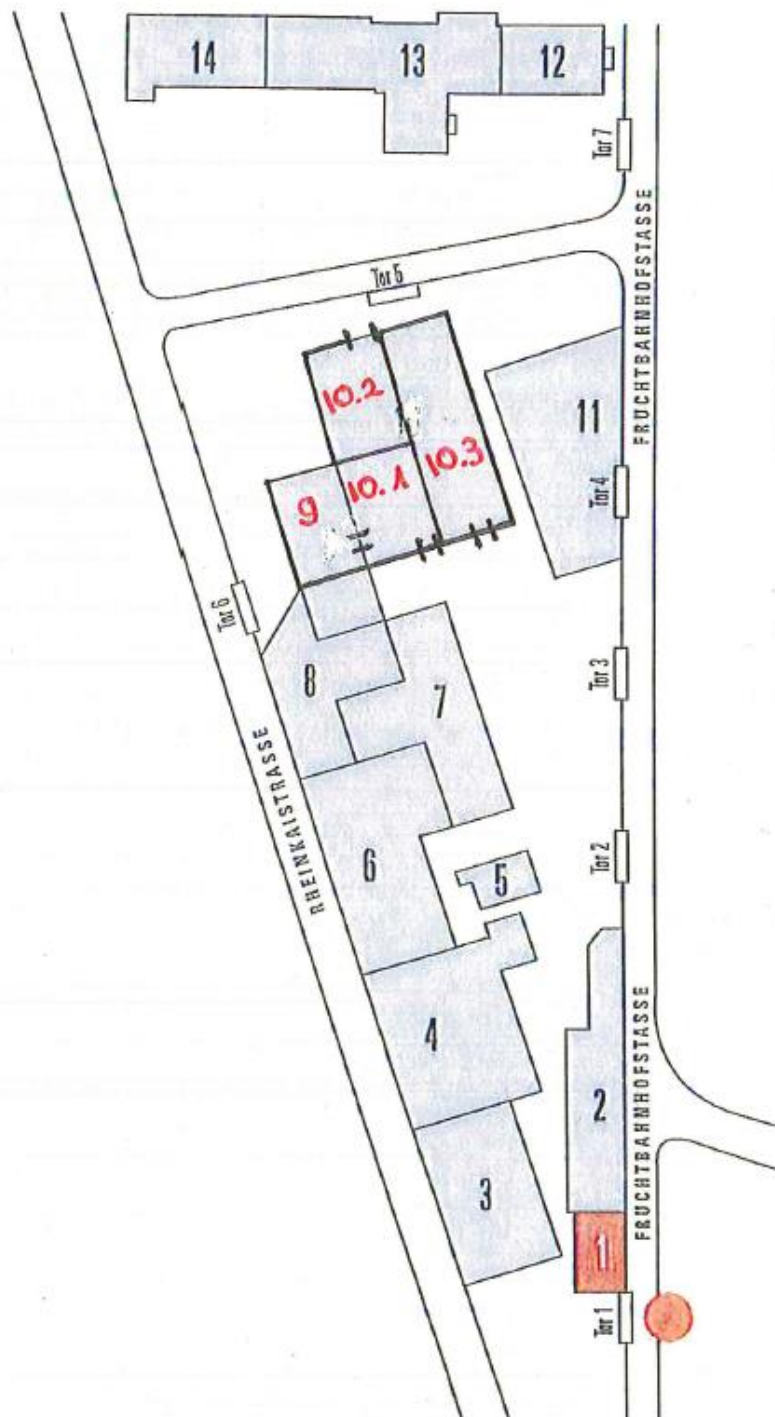 14
13
12
Tor 7
FRUCHTBAHNHOFSTASSE
Tor 5
10.2
11
10.3
10.1
9
Tor 4
Tor 6
8
7
Tor 3
RHEINKAISTRASSE
6
5
Tor 2
4
2
FRUCHTBAHNHOFSTASSE
3
1
Tor 1